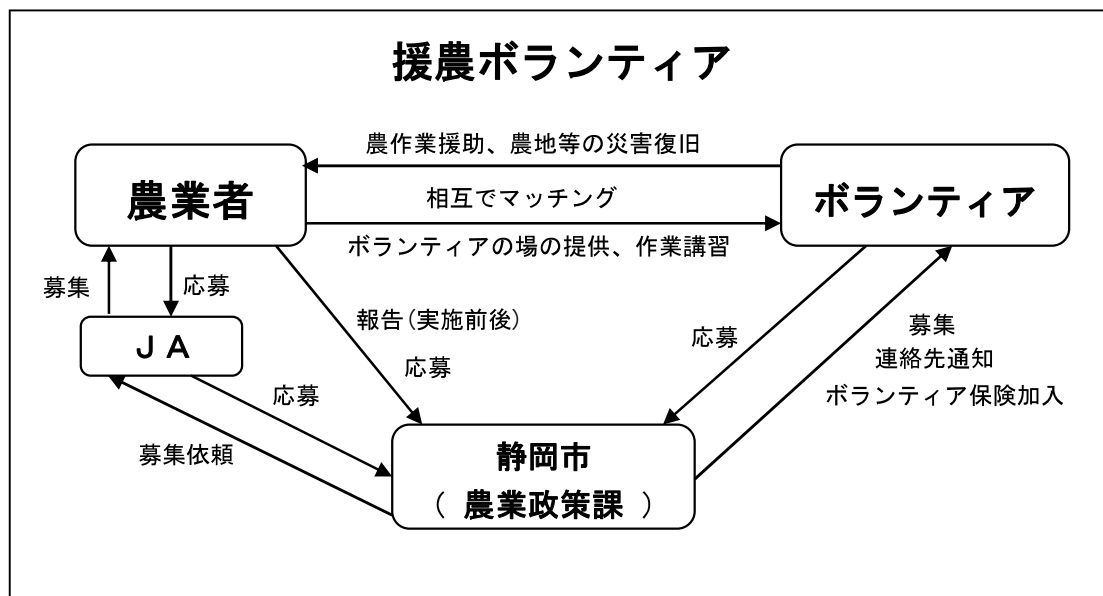 援農ボランティア
農作業援助、農地等の災害復旧
農業者
相互でマッチング
ボランティア
ボランティアの場の提供、作業講習
募集
応募
報告(実施前後)
応募
ＪＡ
応募
募集
連絡先通知
ボランティア保険加入
応募
募集依頼
静岡市
（ 農業政策課 ）